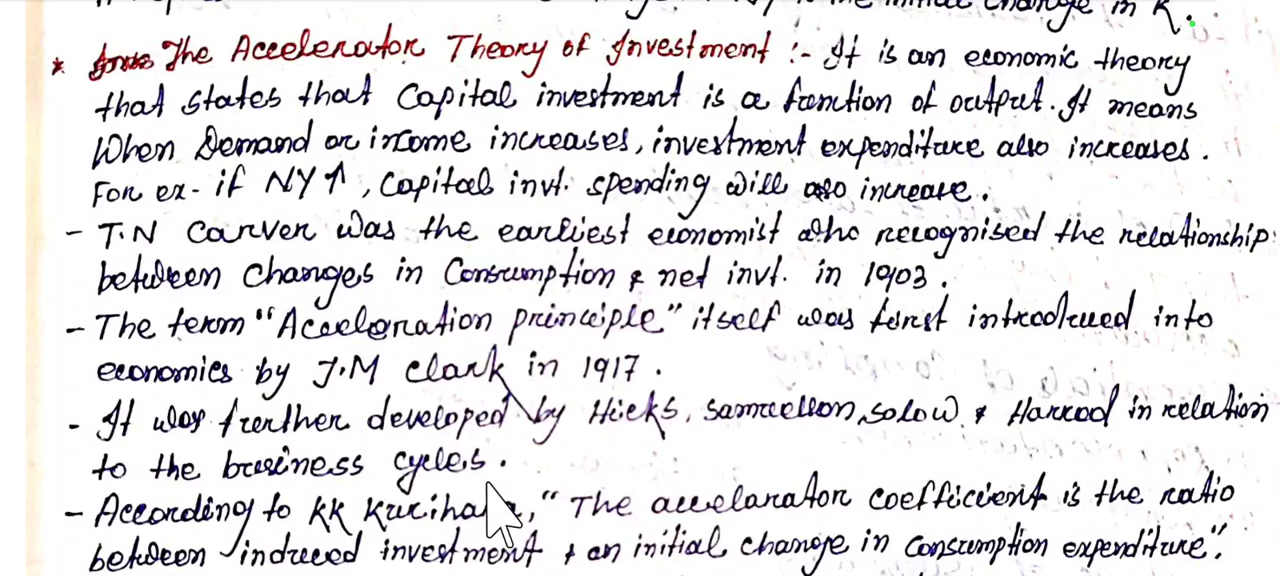 change in K.
* The Accelerator Theory of Investment :- It is an economic theory
that states that Capital investment is a function of output. It means
When Demand or income increases, investment expenditure also increases.
For ex- if NY↑, Capital invt. spending will also increase.
- T.N Carver was the earliest economist who recognised the relationship
between changes in Consumption & net invt. in 1903.
- The term "Acceleration principle" itself was first introduced into
economics by J.M Clark in 1917.
- It was further developed by Hicks, Samuelson, Solow & Harrod in relation
to the business cycles.
- According to KK Kurihara, "The accelarator coefficient is the ratio
between induced investment & an initial change in consumption expenditure".